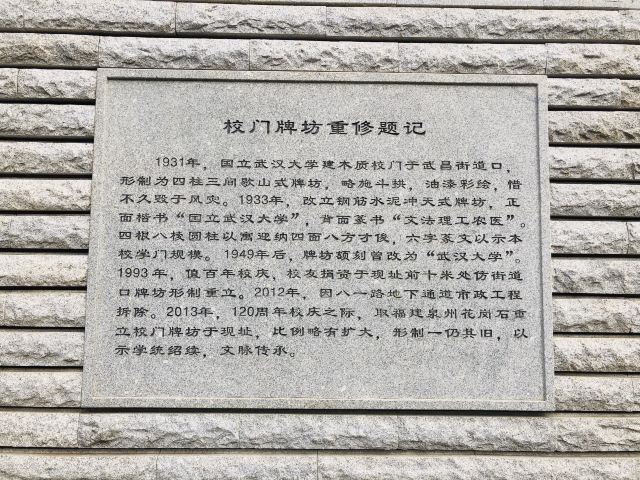 校门牌坊重修题记
1931年，国立武汉大学建木质校门于武昌街道口，
形制为四柱三间歇山式牌坊，略施斗拱，油漆彩绘，惜
不久毁于风灾。1933年，改立钢筋水泥冲天式牌坊，正
面楷书“国立武汉大学”，背面篆书“文法理工农医”。
四根八棱圆柱以寓迎纳四面八方才俊，六字篆文以示本
校学门规模。1949年后，牌坊额刻曾改为“武汉大学”。
1993年，值百年校庆，校友捐资于现址前十米处仿街道
口牌坊形制重立。2012年，因八一路地下通道市政工程
拆除。2013年，120周年校庆之际，取福建泉州花岗石重
立校门牌坊于现址，比例略有扩大，形制一仍其旧，以
示学统绍续，文脉传承。